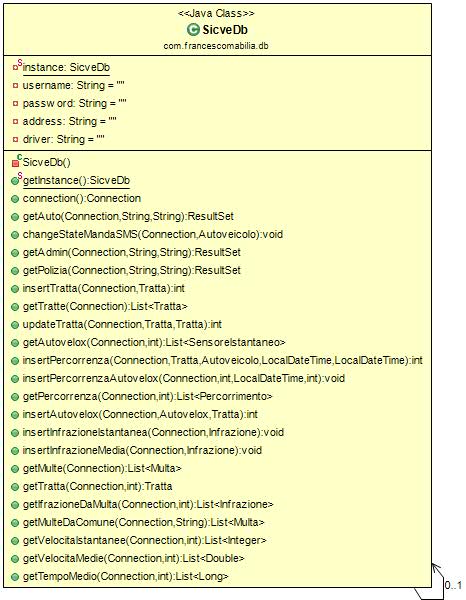 <<Java Class>>
SicveDb
com.francescomabilia.db
instance: SicveDb
username: String = ""
password: String = ""
address: String = ""
driver: String = ""
SicveDb()
getInstance():SicveDb
connection():Connection
getAuto(Connection,String,String):ResultSet
changeStateMandaSMS(Connection,Autoveicolo):void
getAdmin(Connection,String,String):ResultSet
getPolizia(Connection,String,String):ResultSet
insertTratta(Connection,Tratta):int
getTratte(Connection):List<Tratta>
updateTratta(Connection,Tratta,Tratta):int
getAutovelox(Connection,int):List<SensoreIstantaneo>
insertPercorrenza(Connection,Tratta,Autoveicolo,LocalDateTime,LocalDateTime):int
insertPercorrenzaAutovelox(Connection,int,LocalDateTime,int):void
getPercorrenza(Connection,int):List<Percorrimento>
insertAutovelox(Connection,Autovelox,Tratta):int
insertInfrazioneIstantanea(Connection,Infrazione):void
insertInfrazioneMedia(Connection,Infrazione):void
getMulte(Connection):List<Multa>
getTratta(Connection,int):Tratta
getIfrazioneDaMulta(Connection,int):List<Infrazione>
getMulteDaComune(Connection,String):List<Multa>
getVelocitaIstantanee(Connection,int):List<Integer>
getVelocitaMedie(Connection,int):List<Double>
getTempoMedio(Connection,int):List<Long>
0..1